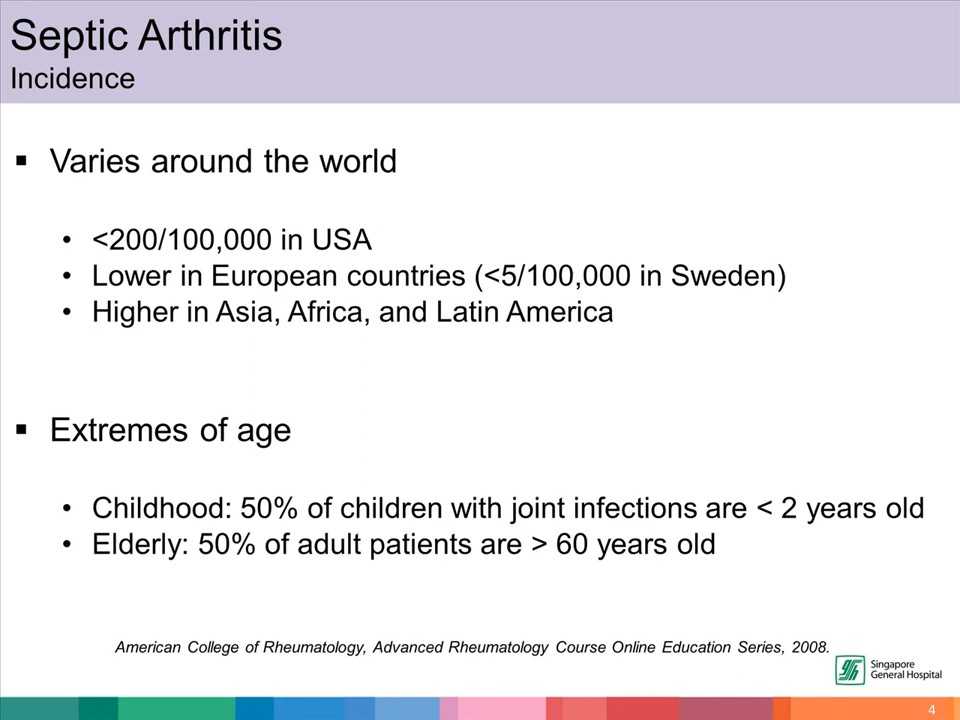 Septic Arthritis
Incidence
▪ Varies around the world
• <200/100,000 in USA
• Lower in European countries (<5/100,000 in Sweden)
• Higher in Asia, Africa, and Latin America
▪ Extremes of age
• Childhood: 50% of children with joint infections are < 2 years old
• Elderly: 50% of adult patients are > 60 years old
American College of Rheumatology, Advanced Rheumatology Course Online Education Series, 2008.
Singapore
General Hospital
4